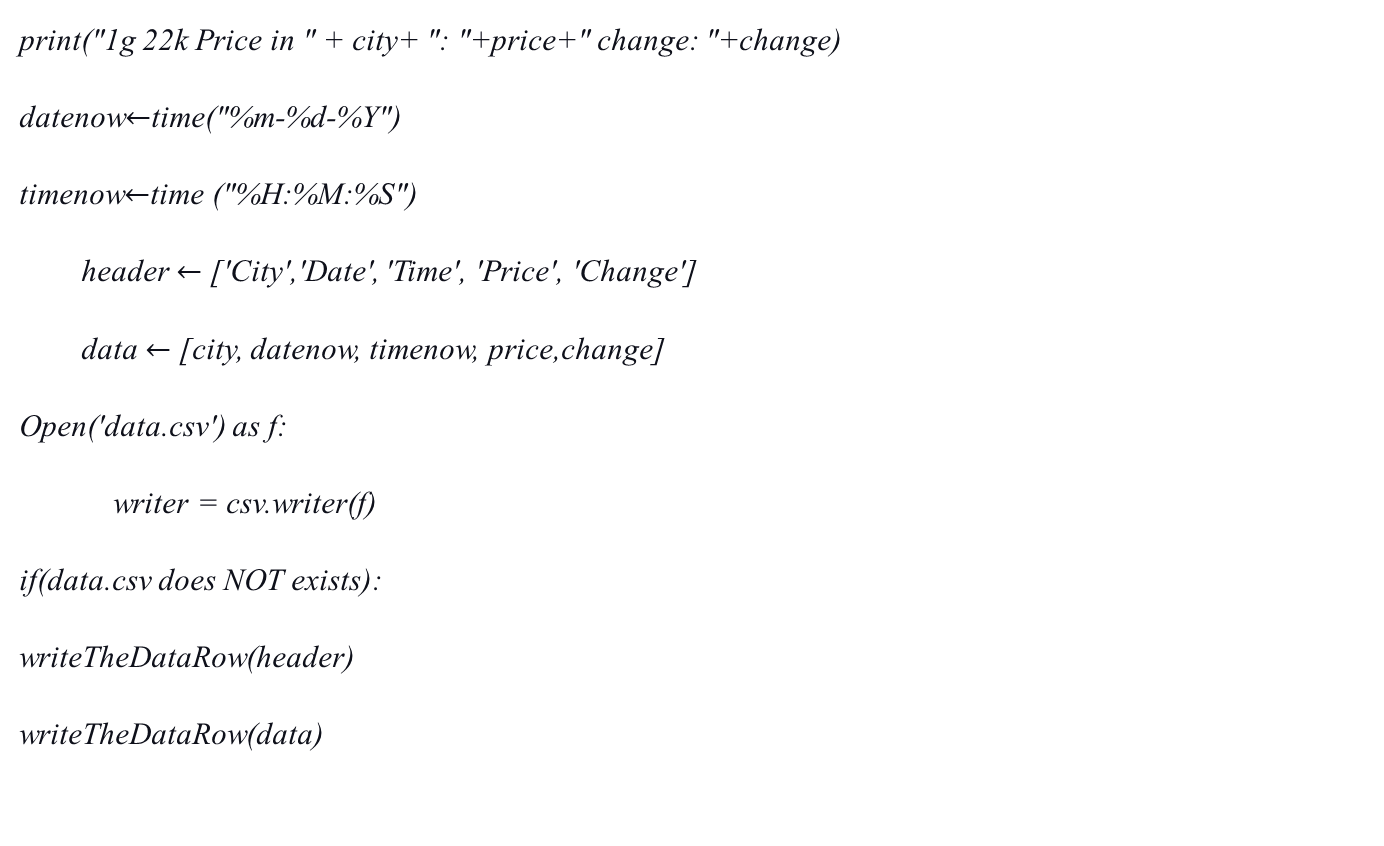 print("1g 22k Price in " + city+ ": "+price+" change: "+change)
datenow←time("%m-%d-%Y")
timenow←time ("%H:%M:%S")
header ← ['City','Date', 'Time', 'Price', 'Change']
data ← [city, datenow, timenow, price,change]
Open('data.csv') as f:
writer = csv.writer(f)
if(data.csv does NOT exists):
writeTheDataRow(header)
writeTheDataRow(data)